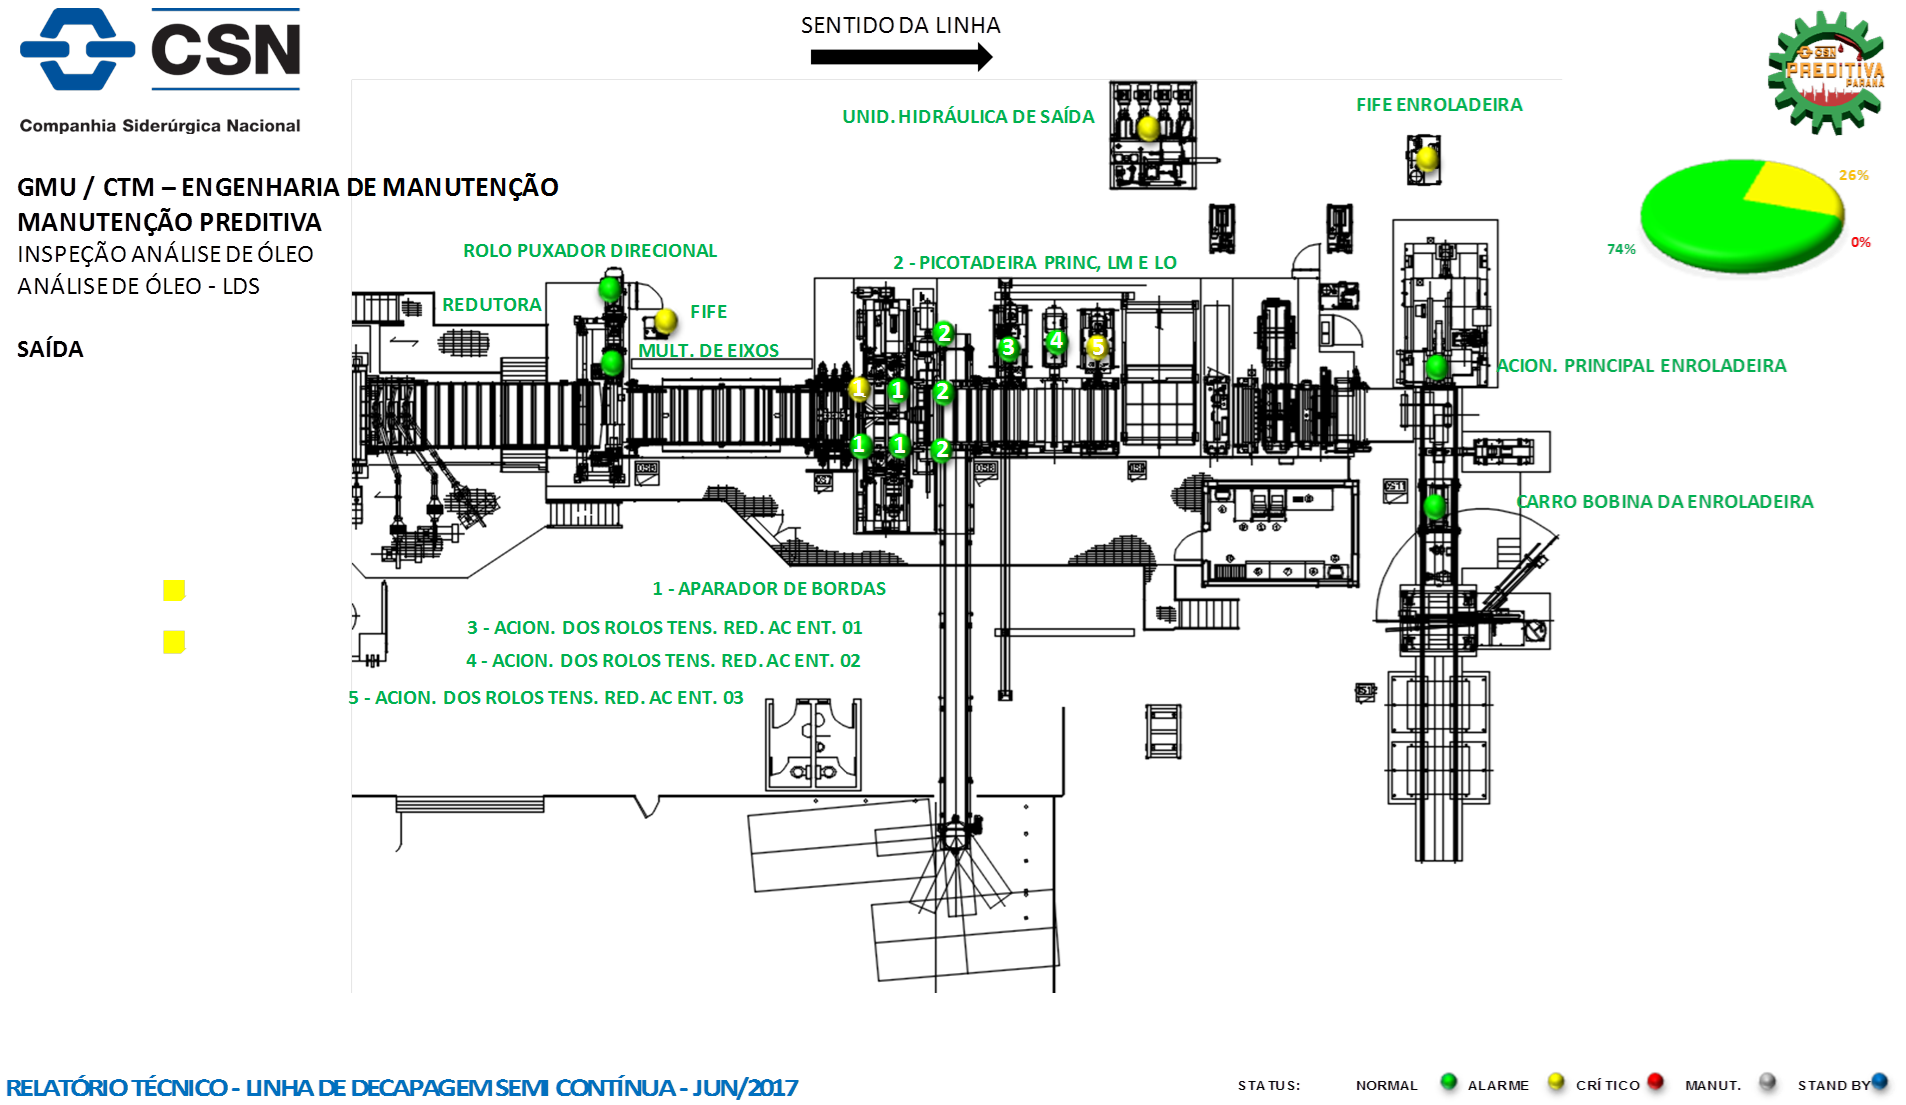 CSN
Companhia Siderúrgica Nacional
SENTIDO DA LINHA
CSN
PREDITIVA
PARANÁ
UNID. HIDRÁULICA DE SAÍDA
FIFE ENROLADEIRA
GMU / CTM – ENGENHARIA DE MANUTENÇÃO
MANUTENÇÃO PREDITIVA
INSPEÇÃO ANÁLISE DE ÓLEO
ANÁLISE DE ÓLEO - LDS
SAÍDA
26%
0%
74%
ROLO PUXADOR DIRECIONAL
2 - PICOTADEIRA PRINC, LM E LO
REDUTORA
FIFE
MULT. DE EIXOS
2
3
4
5
1
1
2
1
1
2
ACION. PRINCIPAL ENROLADEIRA
CARRO BOBINA DA ENROLADEIRA
1 - APARADOR DE BORDAS
3 - ACION. DOS ROLOS TENS. RED. AC ENT. 01
4 - ACION. DOS ROLOS TENS. RED. AC ENT. 02
5 - ACION. DOS ROLOS TENS. RED. AC ENT. 03
RELATÓRIO TÉCNICO - LINHA DE DECAPAGEM SEMI CONTÍNUA - JUN/2017
STATUS: NORMAL ALARME CRÍTICO MANUT. STAND BY